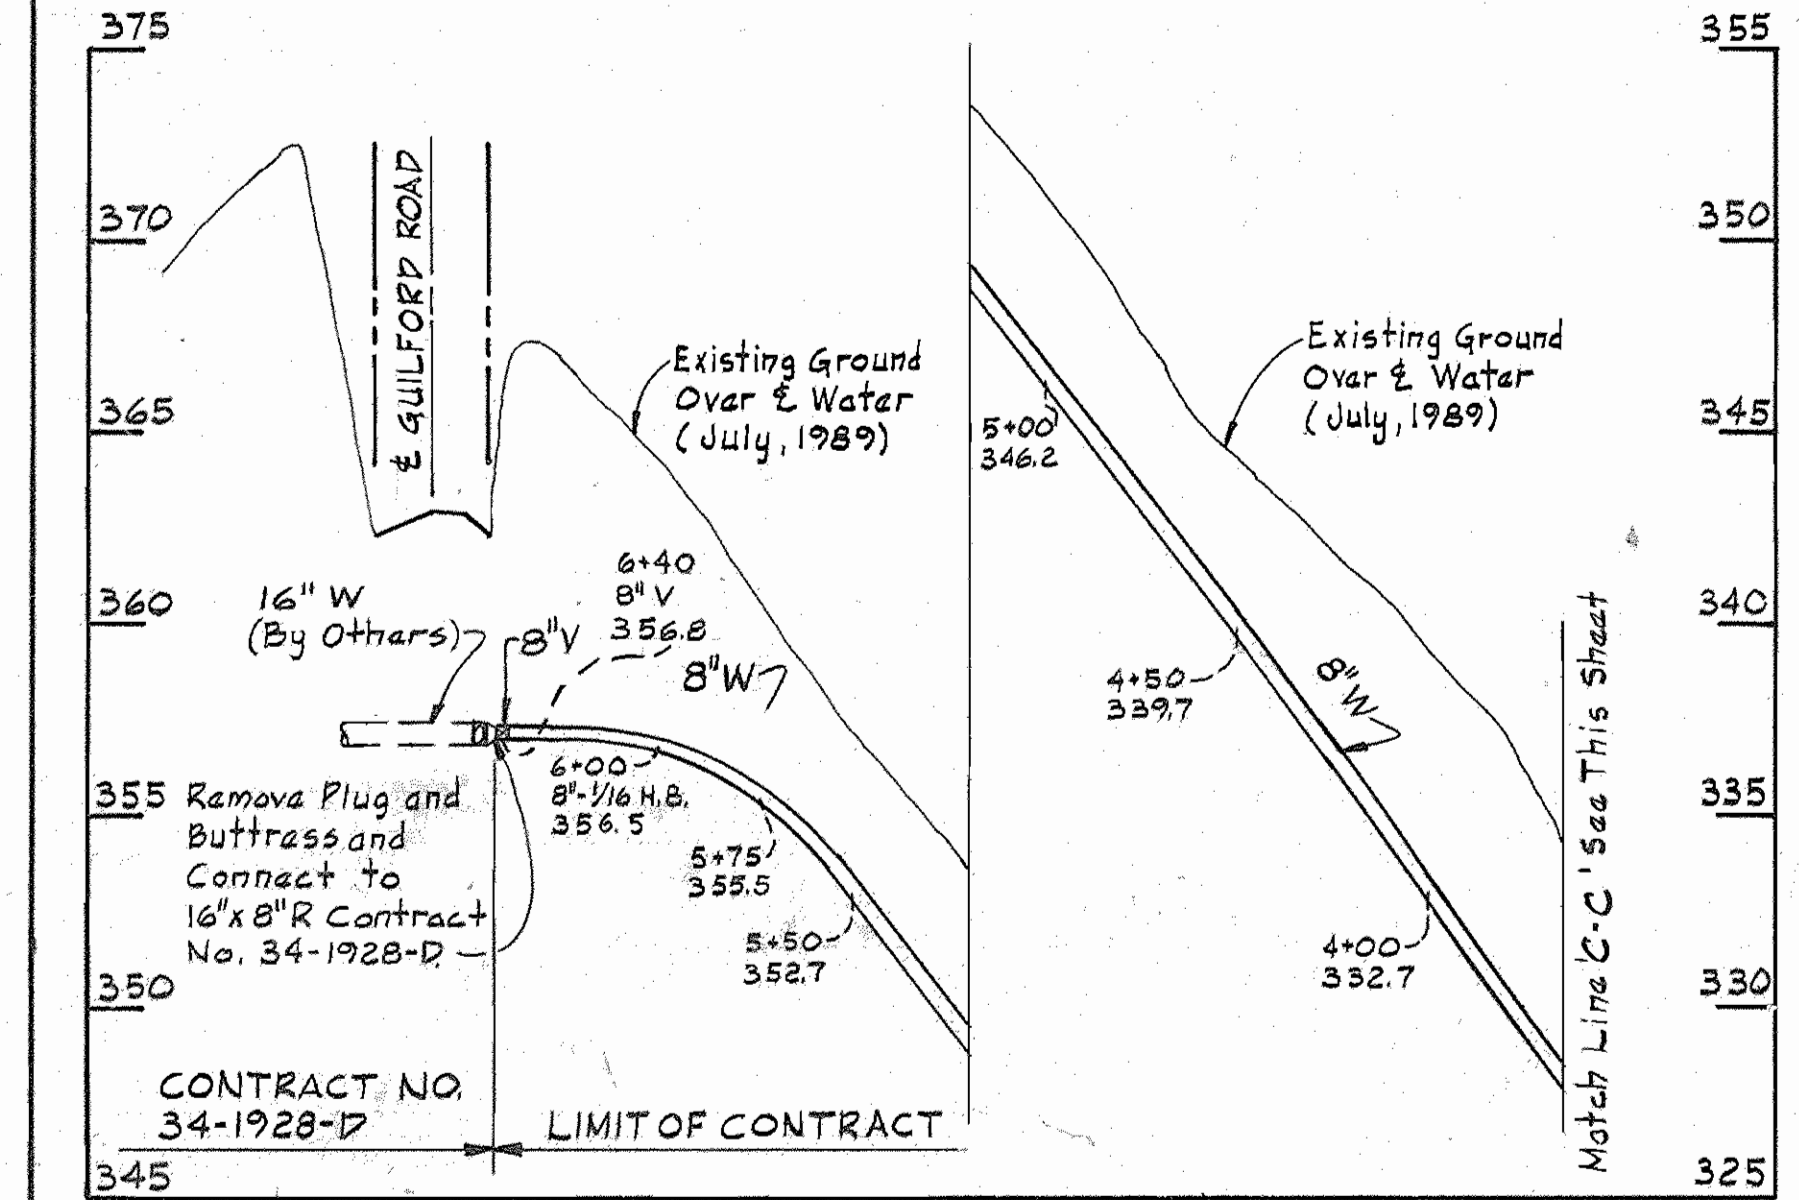 375
370
365
360
355
350
345
℄ GUILFORD ROAD
Existing Ground
Over ℄ Water
(July, 1989)
16" W
(By Others)
8"V
6+40
8" V
356.8
8"W
6+00
8"-1/16 H.B.
356.5
5+75
355.5
5+50
352.7
Remove Plug and
Buttress and
Connect to
16"x 8"R Contract
No. 34-1928-D
CONTRACT NO.
34-1928-D
LIMIT OF CONTRACT
Existing Ground
Over ℄ Water
(July, 1989)
5+00
346.2
4+50
339.7
8"W
4+00
332.7
Match Line 'C-C' see This Sheet
355
350
345
340
335
330
325